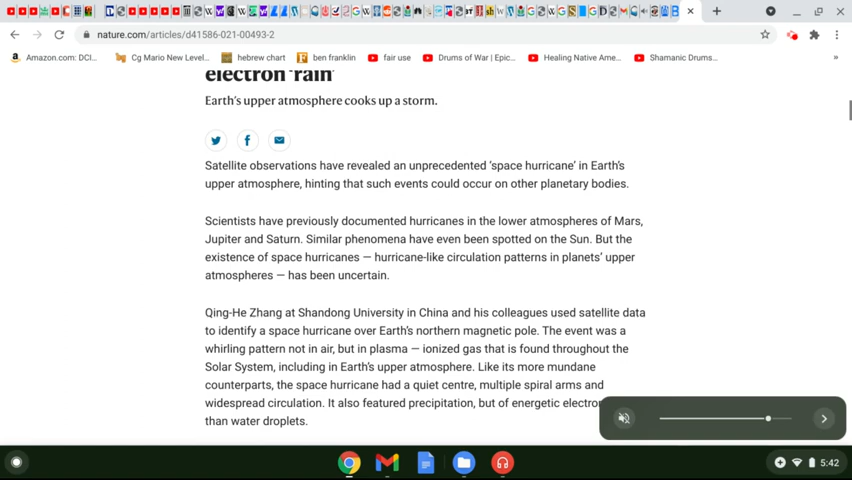 nature.com/articles/d41586-021-00493-2
Amazon.com: DCI... Cg Mario New Level... hebrew chart ben franklin fair use Drums of War | Epic... Healing Native Ame... Shamanic Drums... »
electron ‘rain’
Earth’s upper atmosphere cooks up a storm.
Satellite observations have revealed an unprecedented ‘space hurricane’ in Earth’s
upper atmosphere, hinting that such events could occur on other planetary bodies.
Scientists have previously documented hurricanes in the lower atmospheres of Mars,
Jupiter and Saturn. Similar phenomena have even been spotted on the Sun. But the
existence of space hurricanes — hurricane-like circulation patterns in planets’ upper
atmospheres — has been uncertain.
Qing-He Zhang at Shandong University in China and his colleagues used satellite data
to identify a space hurricane over Earth’s northern magnetic pole. The event was a
whirling pattern not in air, but in plasma — ionized gas that is found throughout the
Solar System, including in Earth’s upper atmosphere. Like its more mundane
counterparts, the space hurricane had a quiet centre, multiple spiral arms and
widespread circulation. It also featured precipitation, but of energetic electron
than water droplets.
5:42